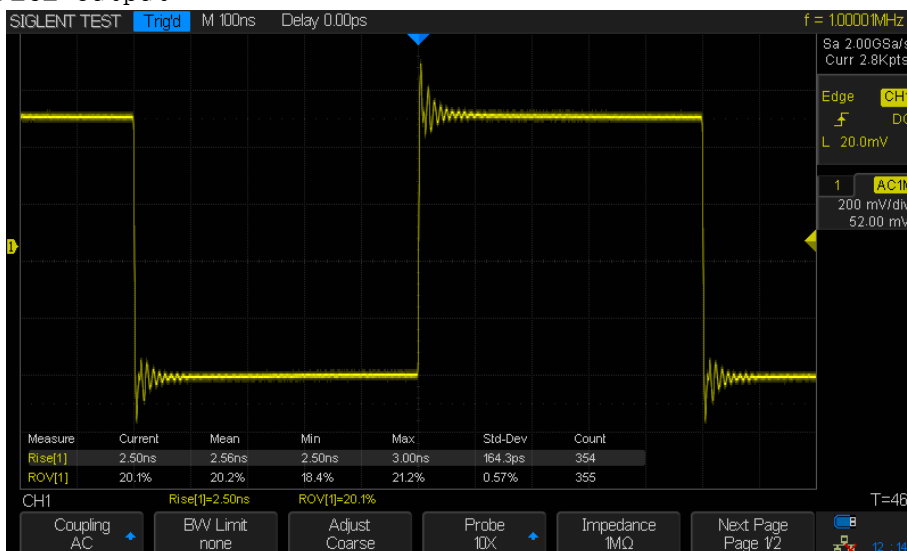 SIGLENT TEST Trig'd M 100ns Delay 0.00ps f = 1.00001MHz
Sa 2.00GSa/s
Curr 2.8Kpts
Edge CH1
DC
L 20.0mV
1 AC1M
200 mV/div
52.00 mV
1
Measure Current Mean Min Max Std-Dev Count
Rise[1] 2.50ns 2.56ns 2.50ns 3.00ns 164.3ps 354
ROV[1] 20.1% 20.2% 18.4% 21.2% 0.57% 355
CH1 Rise[1]=2.50ns ROV[1]=20.1% T=46
Coupling BW Limit Adjust Probe Impedance Next Page
AC none Coarse 10X 1MΩ Page 1/2
12:14